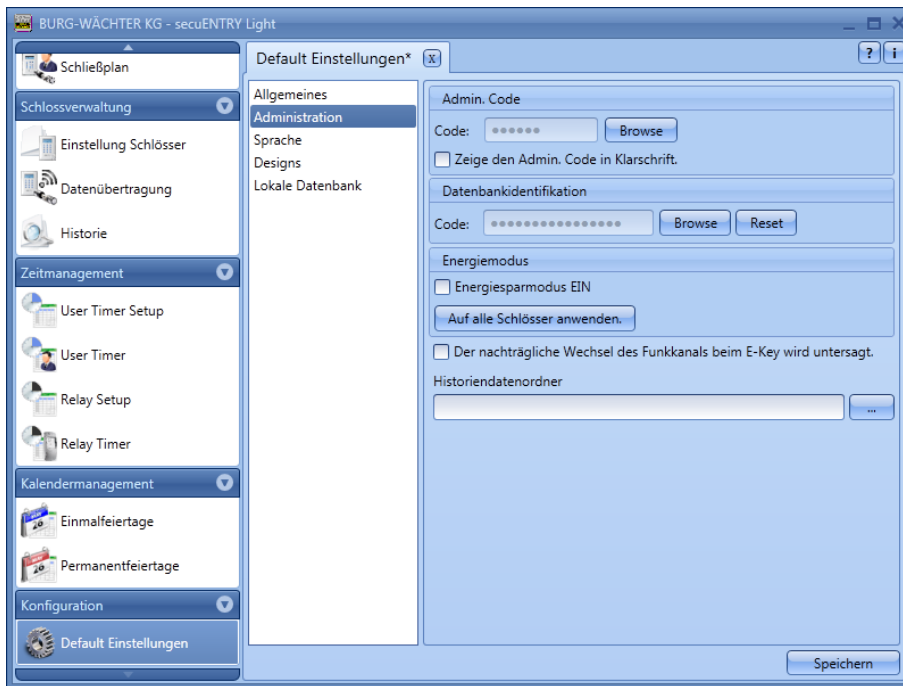 BURG-WÄCHTER KG - secuENTRY Light
Schließplan
Schlossverwaltung
Einstellung Schlösser
Datenübertragung
Historie
Zeitmanagement
User Timer Setup
User Timer
Relay Setup
Relay Timer
Kalendermanagement
Einmalfeiertage
Permanentfeiertage
Konfiguration
Default Einstellungen
Default Einstellungen* x
? i
Allgemeines
Administration
Sprache
Designs
Lokale Datenbank
Admin. Code
Code: ●●●●●● Browse
Zeige den Admin. Code in Klarschrift.
Datenbankidentifikation
Code: ●●●●●●●●●●●●●●●● Browse Reset
Energiemodus
Energiesparmodus EIN
Auf alle Schlösser anwenden.
Der nachträgliche Wechsel des Funkkanals beim E-Key wird untersagt.
Historiendatenordner
...
Speichern